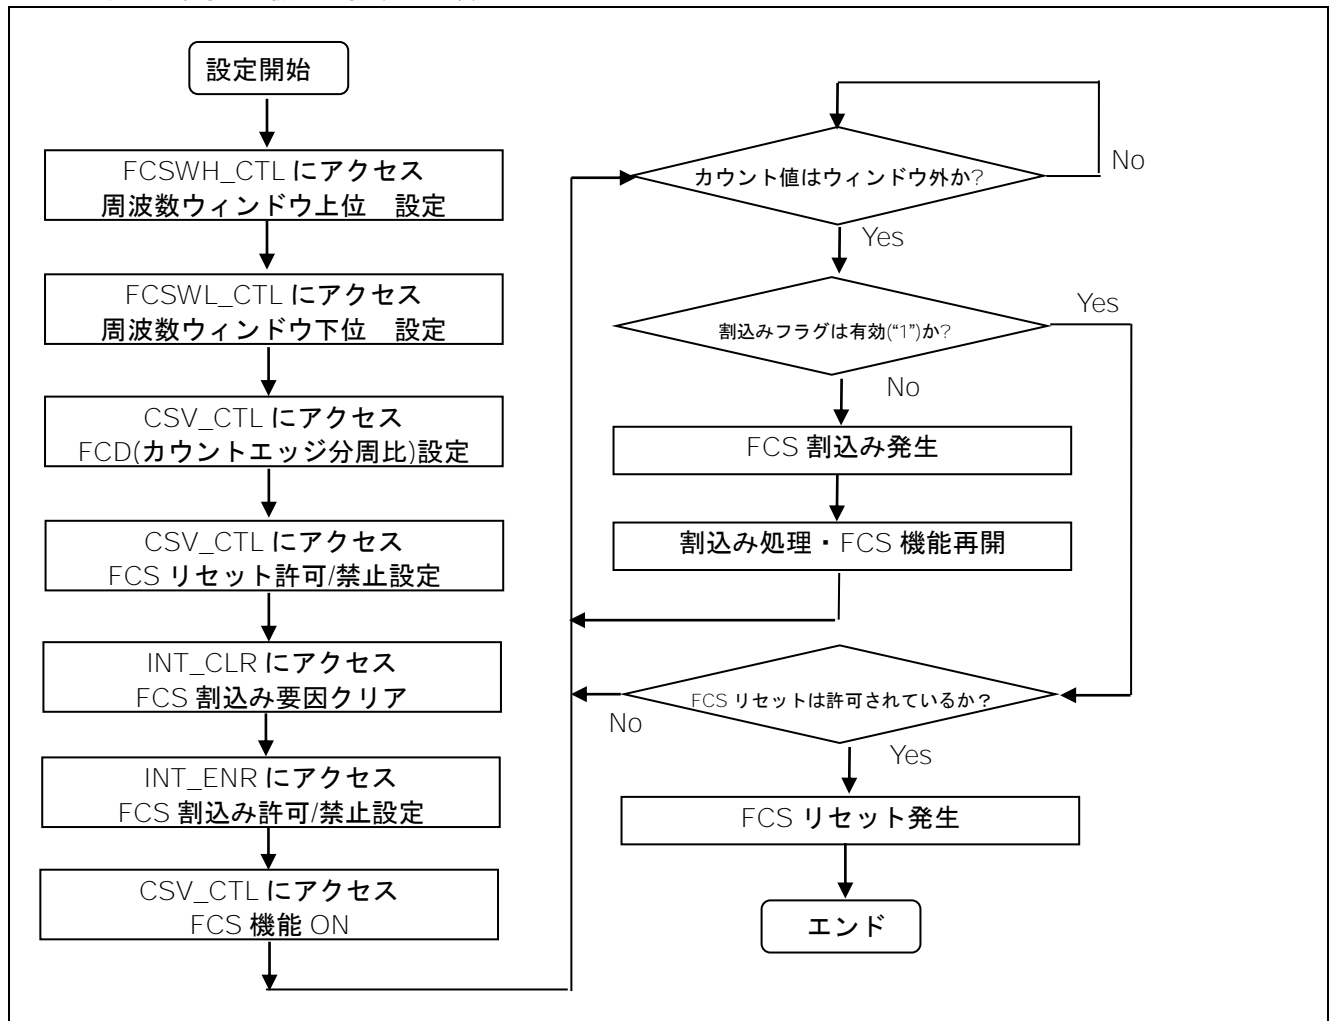 設定開始
FCSWH_CTL にアクセス
周波数ウィンドウ上位　設定
FCSWL_CTL にアクセス
周波数ウィンドウ下位　設定
CSV_CTL にアクセス
FCD(カウントエッジ分周比)設定
CSV_CTL にアクセス
FCS リセット許可/禁止設定
INT_CLR にアクセス
FCS 割込み要因クリア
INT_ENR にアクセス
FCS 割込み許可/禁止設定
CSV_CTL にアクセス
FCS 機能 ON
カウント値はウィンドウ外か?
No
Yes
割込みフラグは有効(“1”)か?
Yes
No
FCS 割込み発生
割込み処理・FCS 機能再開
FCS リセットは許可されているか？
No
Yes
FCS リセット発生
エンド